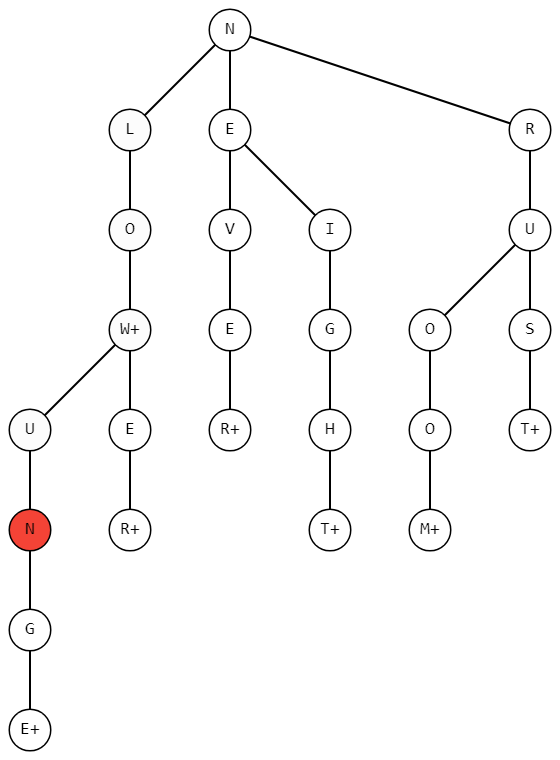 N
L E R
O V I U
W+ E G O S
U E R+ H O T+
N R+ T+ M+
G
E+